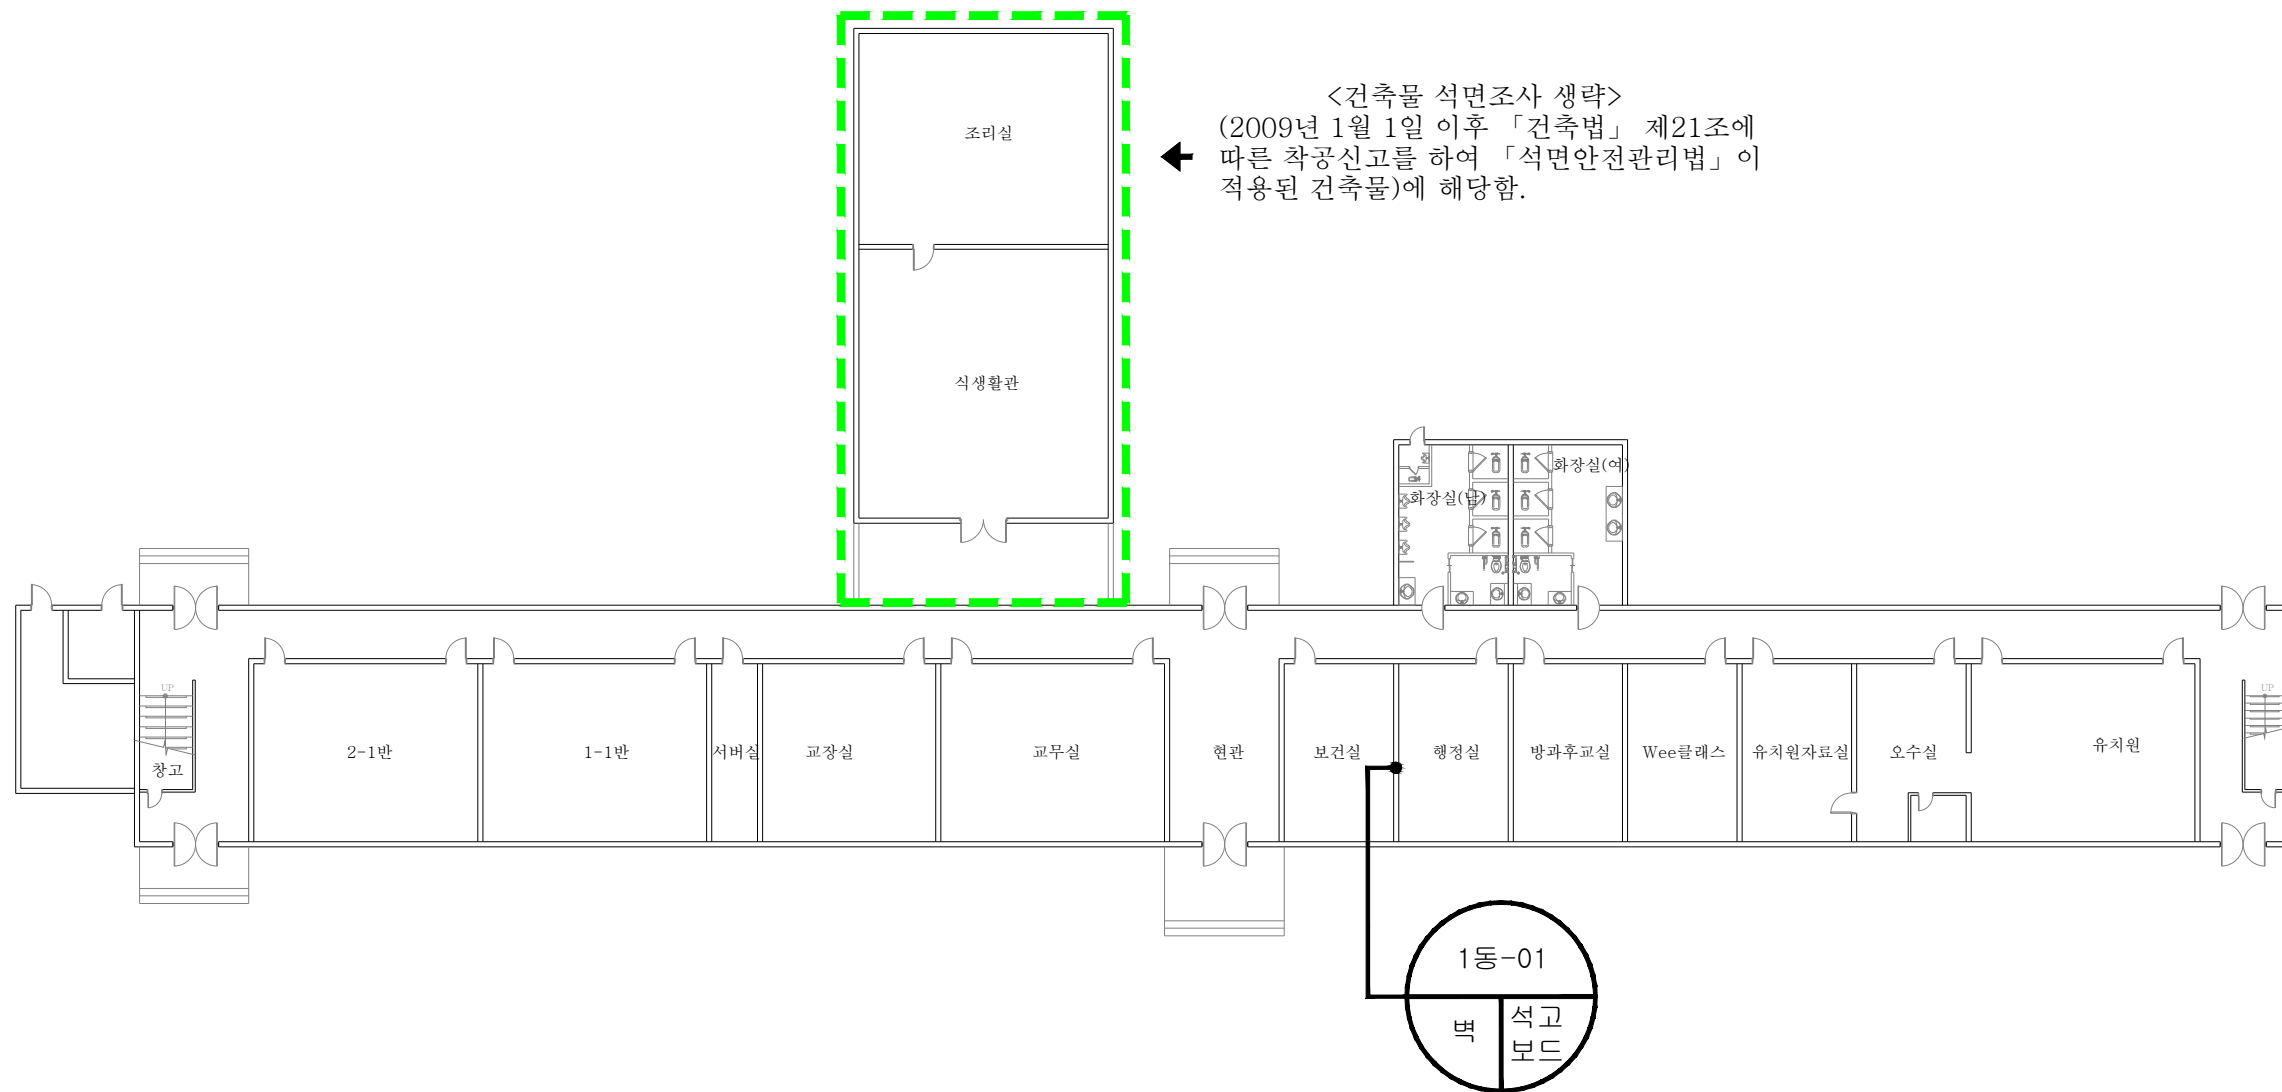 <건축물 석면조사 생략>
(2009년 1월 1일 이후 「건축법」 제21조에
따른 착공신고를 하여 「석면안전관리법」이
적용된 건축물)에 해당함.
조리실
식생활관
화장실(여)
화장실(남)
UP
UP
2-1반
1-1반
서버실
교장실
교무실
현관
보건실
행정실
방과후교실
Wee클래스
유치원자료실
오수실
유치원
창고
1동-01
벽
석고
보드